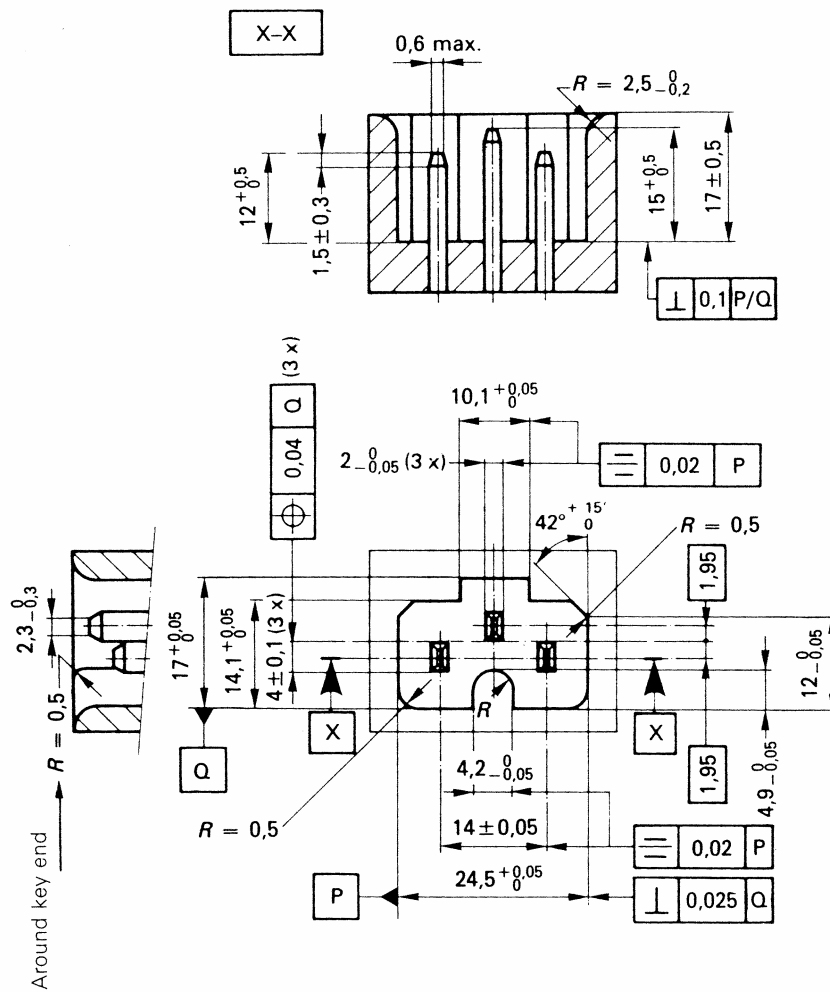 X–X
0,6 max.
R = 2,5 0 −0,2
12 +0,5 0
1,5 ± 0,3
15 +0,5 0
17 ± 0,5
⊥ 0,1 P/Q
⌖ 0,04 Q (3 x)
10,1 +0,05 0
2 0 −0,05 (3 x)
⌯ 0,02 P
42° + 15′ 0
R = 0,5
1,95
2,3 0 −0,3
17 +0,05 0
14,1 +0,05 0
4 ± 0,1 (3 x)
12 0 −0,05
R = 0,5
Q
X
R
X
1,95
4,9 0 −0,05
4,2 0 −0,05
R = 0,5
14 ± 0,05
⌯ 0,02 P
P
24,5 +0,05 0
⊥ 0,025 Q
Around key end